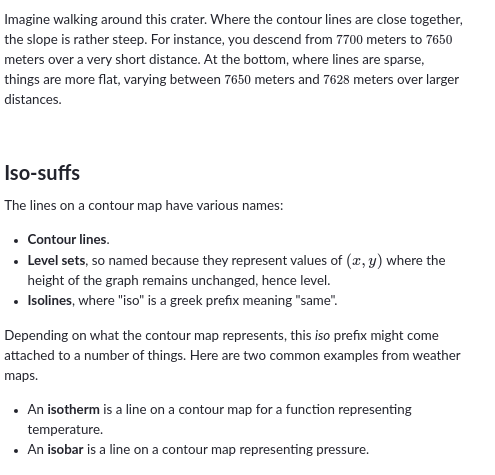 Imagine walking around this crater. Where the contour lines are close together,
the slope is rather steep. For instance, you descend from 7700 meters to 7650
meters over a very short distance. At the bottom, where lines are sparse,
things are more flat, varying between 7650 meters and 7628 meters over larger
distances.
Iso-suffs
The lines on a contour map have various names:
• Contour lines.
• Level sets, so named because they represent values of (x, y) where the
height of the graph remains unchanged, hence level.
• Isolines, where "iso" is a greek prefix meaning "same".
Depending on what the contour map represents, this iso prefix might come
attached to a number of things. Here are two common examples from weather
maps.
• An isotherm is a line on a contour map for a function representing
temperature.
• An isobar is a line on a contour map representing pressure.